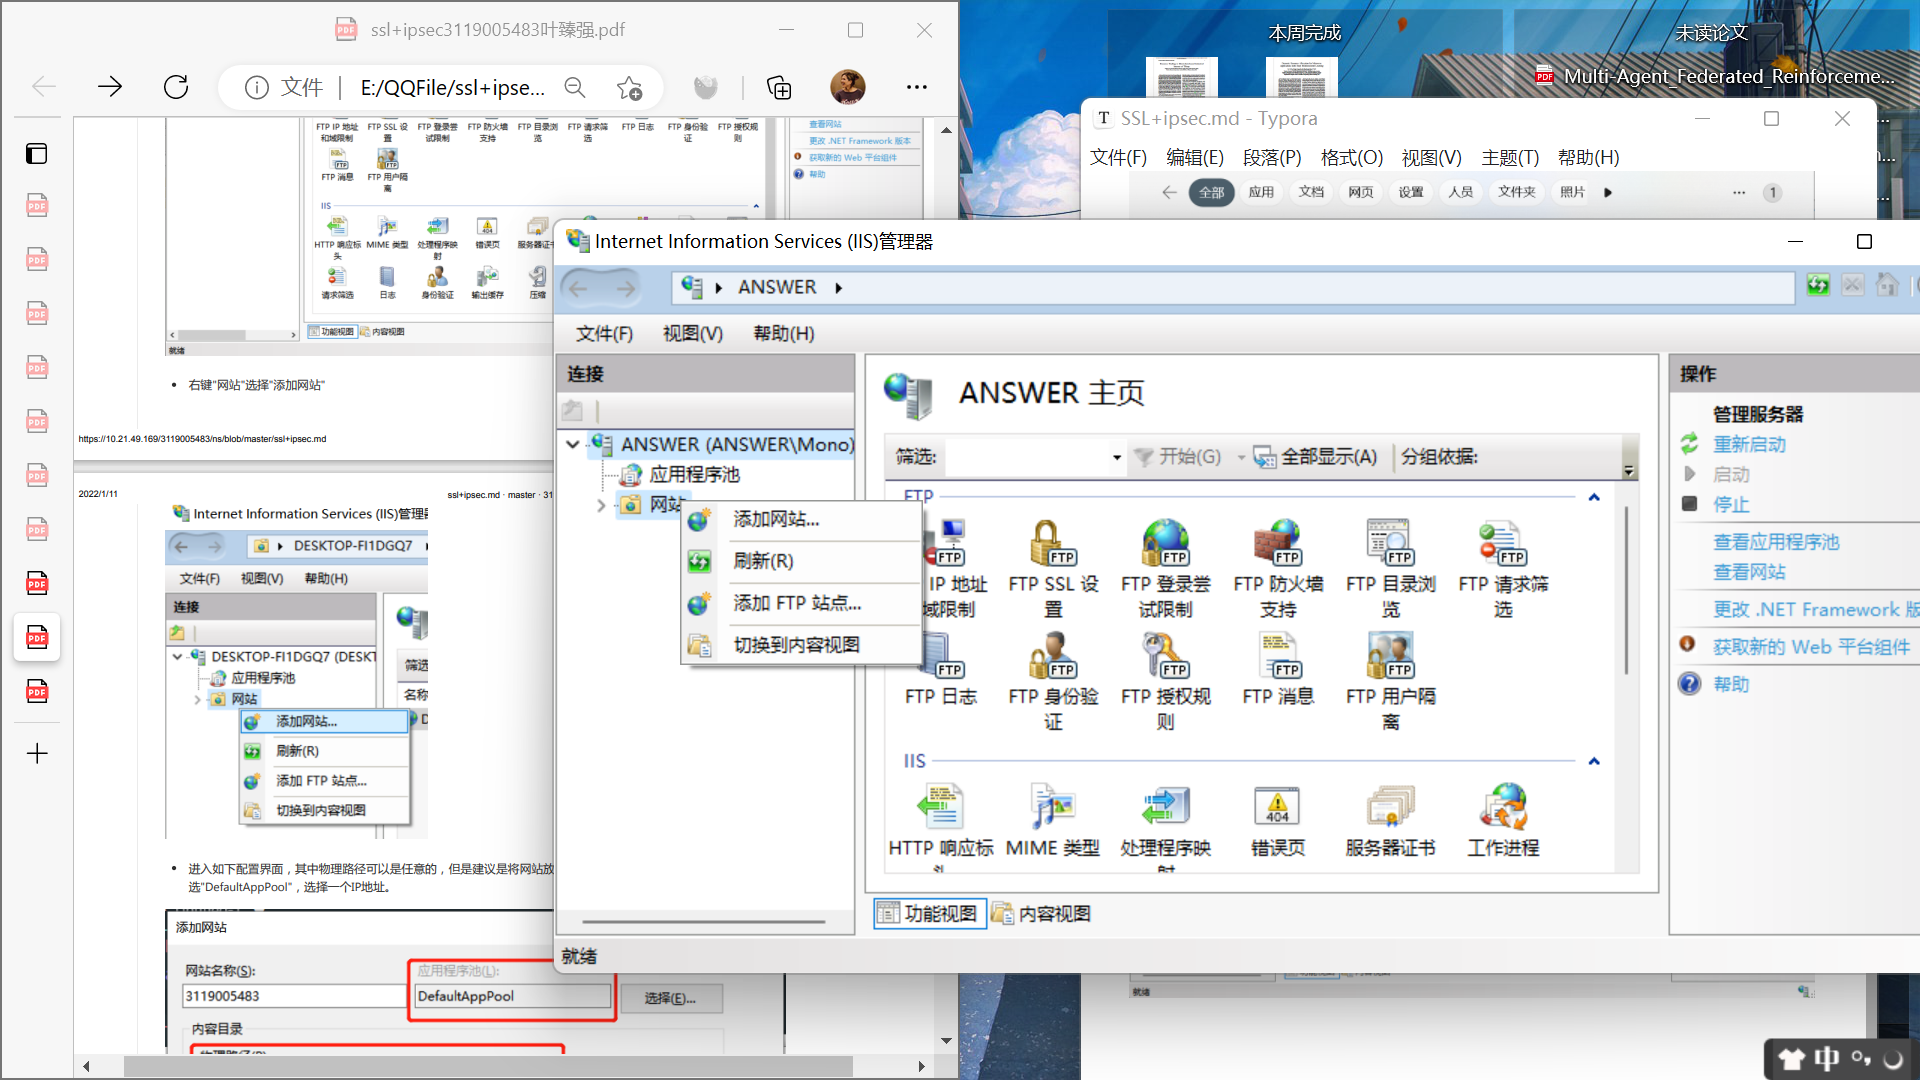 ssl+ipsec3119005483叶臻强.pdf
文件
E:/QQFile/ssl+ipse...
FTP IP 地址和域限制
FTP SSL 设置
FTP 登录尝试限制
FTP 防火墙支持
FTP 目录浏览
FTP 请求筛选
FTP 日志
FTP 身份验证
FTP 授权规则
FTP 消息
FTP 用户隔离
查看网站
更改 .NET Framework 版本
获取新的 Web 平台组件
帮助
IIS
HTTP 响应标头
MIME 类型
处理程序映射
错误页
服务器证书
请求筛选
日志
身份验证
输出缓存
压缩
功能视图
内容视图
就绪
右键"网站"选择"添加网站"
https://10.21.49.169/3119005483/ns/blob/master/ssl+ipsec.md
2022/1/11
ssl+ipsec.md · master · 31
Internet Information Services (IIS)管理
DESKTOP-FI1DGQ7
文件(F)
视图(V)
帮助(H)
连接
DESKTOP-FI1DGQ7 (DESKT
应用程序池
网站
筛选
名称
添加网站...
刷新(R)
添加 FTP 站点...
切换到内容视图
进入如下配置界面，其中物理路径可以是任意的，但是建议是将网站放
选"DefaultAppPool"，选择一个IP地址。
添加网站
网站名称(S):
应用程序池(L):
3119005483
DefaultAppPool
选择(E)...
内容目录
物理路径(P):
本周完成
未读论文
Multi-Agent_Federated_Reinforceme...
SSL+ipsec.md - Typora
文件(F)
编辑(E)
段落(P)
格式(O)
视图(V)
主题(T)
帮助(H)
全部
应用
文档
网页
设置
人员
文件夹
照片
1
Internet Information Services (IIS)管理器
ANSWER
文件(F)
视图(V)
帮助(H)
连接
ANSWER (ANSWER\Mono)
应用程序池
网站
添加网站...
刷新(R)
添加 FTP 站点...
切换到内容视图
ANSWER 主页
筛选:
开始(G)
全部显示(A)
分组依据:
FTP
IP 地址
域限制
FTP SSL 设置
FTP 登录尝试限制
FTP 防火墙支持
FTP 目录浏览
FTP 请求筛选
FTP 日志
FTP 身份验证
FTP 授权规则
FTP 消息
FTP 用户隔离
IIS
HTTP 响应标头
MIME 类型
处理程序映射
错误页
服务器证书
工作进程
功能视图
内容视图
就绪
操作
管理服务器
重新启动
启动
停止
查看应用程序池
查看网站
更改 .NET Framework 版
获取新的 Web 平台组件
帮助
就绪
中